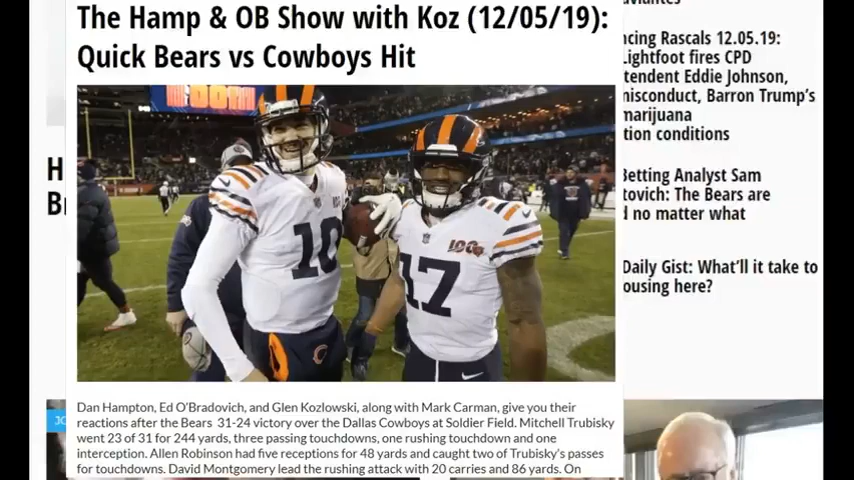 The Hamp & OB Show with Koz (12/05/19):
Quick Bears vs Cowboys Hit
10
17
100
Dan Hampton, Ed O'Bradovich, and Glen Kozlowski, along with Mark Carman, give you their
reactions after the Bears 31-24 victory over the Dallas Cowboys at Soldier Field. Mitchell Trubisky
went 23 of 31 for 244 yards, three passing touchdowns, one rushing touchdown and one
interception. Allen Robinson had five receptions for 48 yards and caught two of Trubisky's passes
for touchdowns. David Montgomery lead the rushing attack with 20 carries and 86 yards. On
H
B
JO
ncing Rascals 12.05.19:
Lightfoot fires CPD
tendent Eddie Johnson,
misconduct, Barron Trump's
marijuana
tion conditions
Betting Analyst Sam
tovich: The Bears are
d no matter what
Daily Gist: What'll it take to
ousing here?